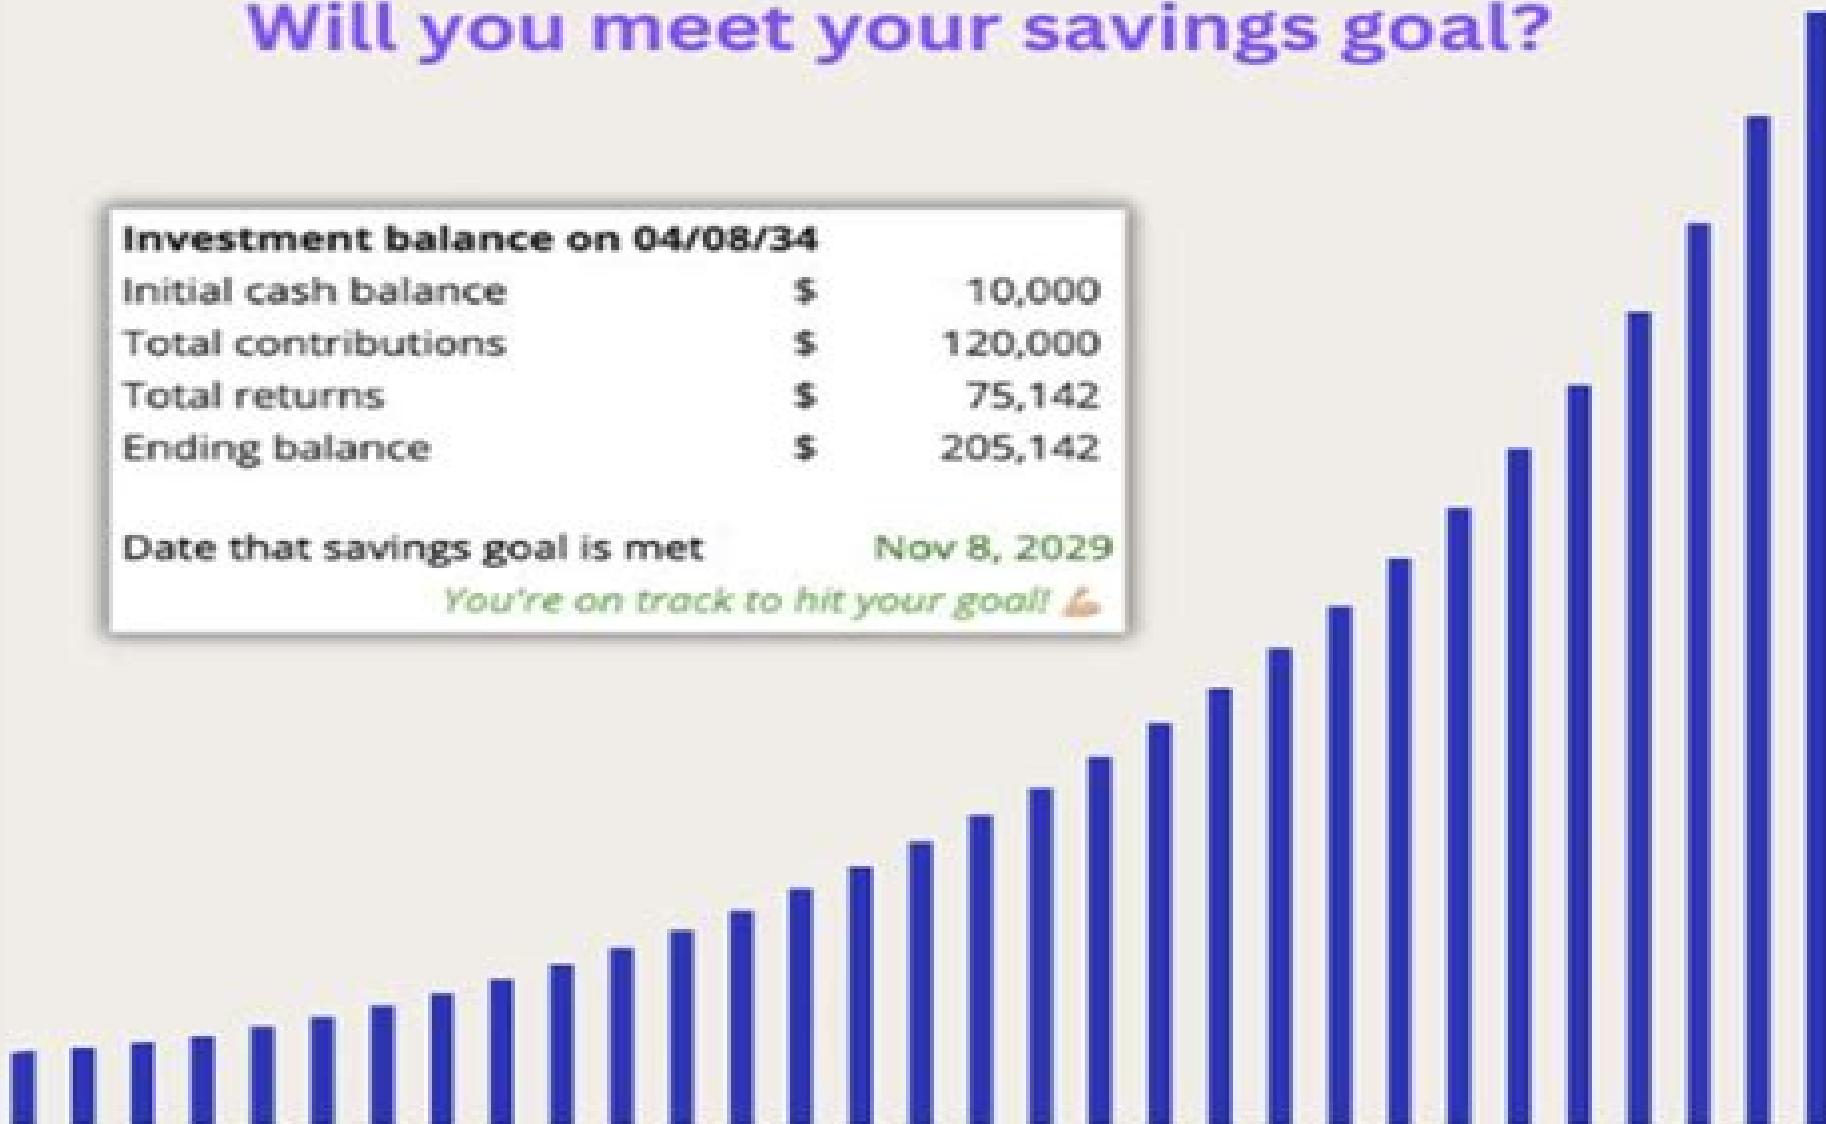 Will you meet your savings goal?
Investment balance on 04/08/34
Initial cash balance $ 10,000
Total contributions $ 120,000
Total returns $ 75,142
Ending balance $ 205,142
Date that savings goal is met Nov 8, 2029
You're on track to hit your goal! 💪🏼